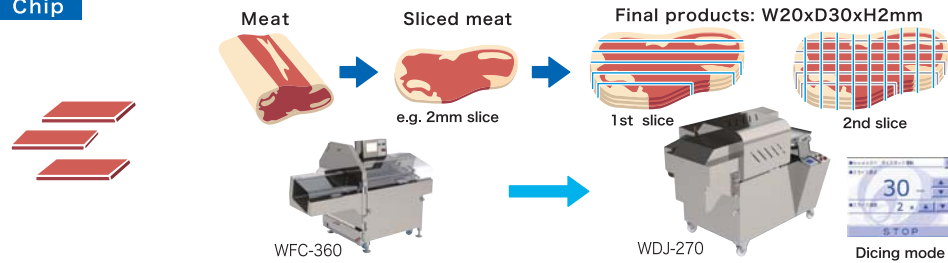 Chip
Meat
Sliced meat
Final products: W20xD30xH2mm
e.g. 2mm slice
1st slice
2nd slice
WFC-360
WDJ-270
30
2 ×
STOP
Dicing mode